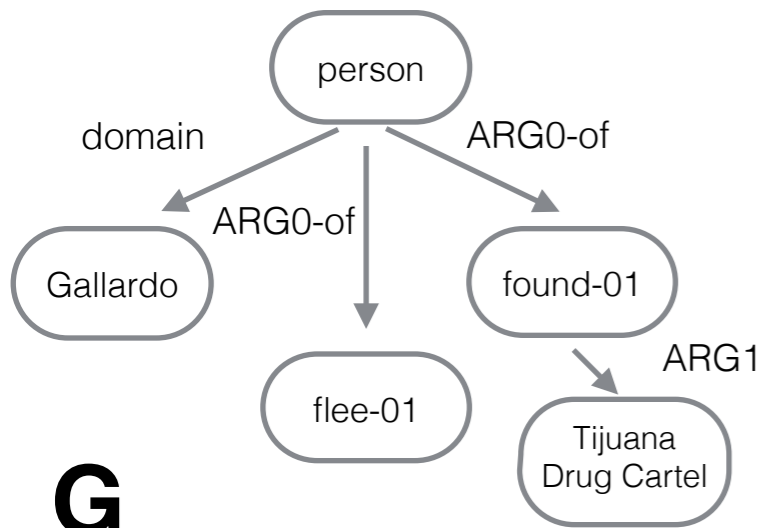 person
domain
ARG0-of
ARG0-of
Gallardo
found-01
ARG1
flee-01
Tijuana
Drug Cartel
G